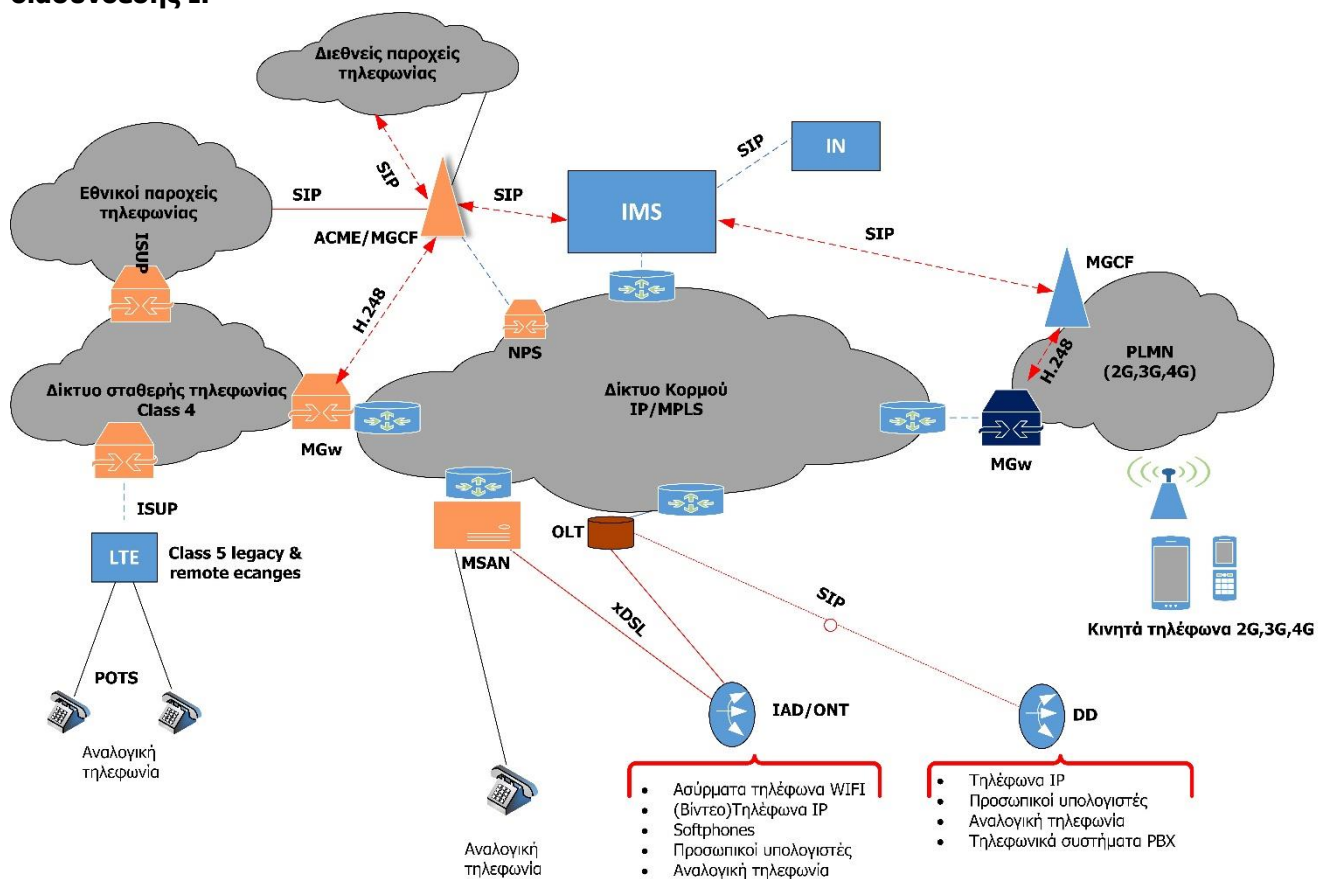 Διεθνείς παροχείς
τηλεφωνίας
SIP
IN
SIP
Εθνικοί παροχείς
τηλεφωνίας
SIP
SIP
IMS
ACME/MGCF
SIP
ISUP
MGCF
H.248
NPS
PLMN
(2G,3G,4G)
H.248
Δίκτυο σταθερής τηλεφωνίας
Class 4
Δίκτυο Κορμού
IP/MPLS
MGw
MGw
ISUP
OLT
LTE
Class 5 legacy &
remote ecanges
MSAN
xDSL
SIP
Κινητά τηλέφωνα 2G,3G,4G
POTS
IAD/ONT
DD
Αναλογική
τηλεφωνία
Αναλογική
τηλεφωνία
• Ασύρματα τηλέφωνα WIFI
• (Βίντεο)Τηλέφωνα IP
• Softphones
• Προσωπικοί υπολογιστές
• Αναλογική τηλεφωνία
• Τηλέφωνα IP
• Προσωπικοί υπολογιστές
• Αναλογική τηλεφωνία
• Τηλεφωνικά συστήματα PBX